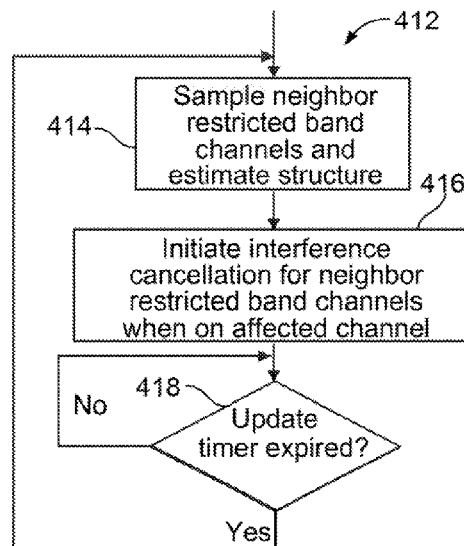 412
414
Sample neighbor
restricted band
channels and
estimate structure
416
Initiate interference
cancellation for neighbor
restricted band channels
when on affected channel
418
No
Update
timer expired?
Yes